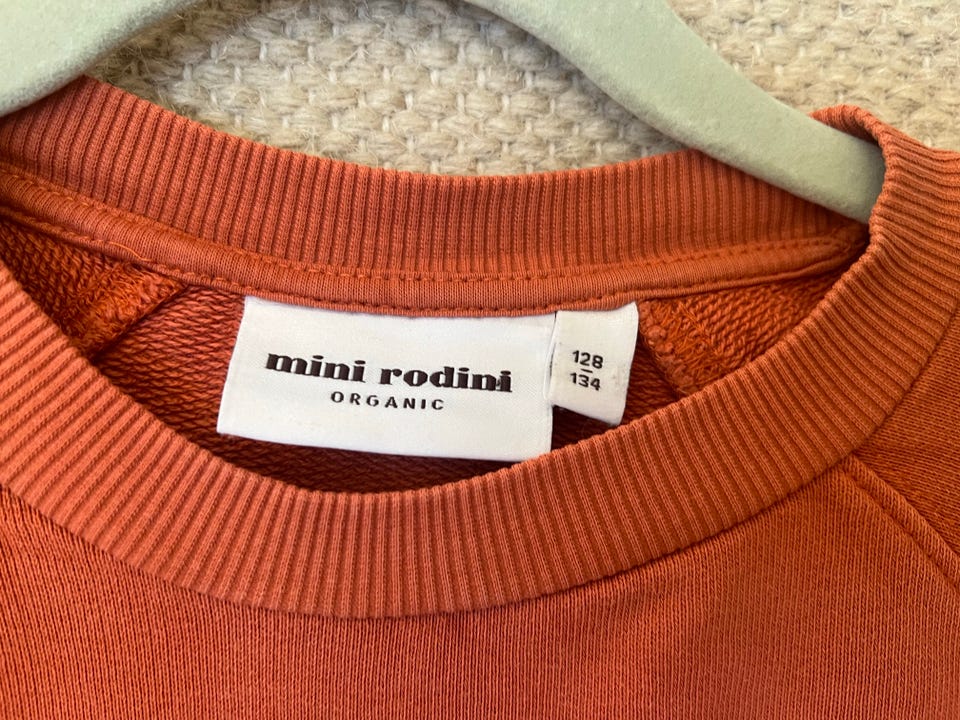 mini rodini
ORGANIC
128
134